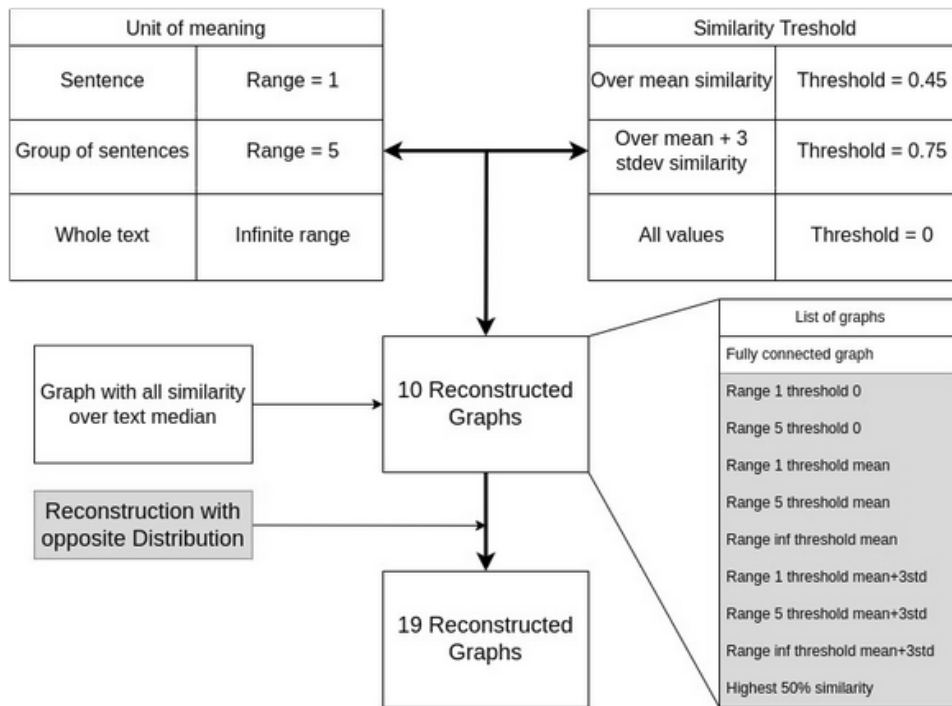 Unit of meaning
Sentence
Range = 1
Group of sentences
Range = 5
Whole text
Infinite range
Similarity Treshold
Over mean similarity
Threshold = 0.45
Over mean + 3
stdev similarity
Threshold = 0.75
All values
Threshold = 0
Graph with all similarity
over text median
10 Reconstructed
Graphs
Reconstruction with
opposite Distribution
19 Reconstructed
Graphs
List of graphs
Fully connected graph
Range 1 threshold 0
Range 5 threshold 0
Range 1 threshold mean
Range 5 threshold mean
Range inf threshold mean
Range 1 threshold mean+3std
Range 5 threshold mean+3std
Range inf threshold mean+3std
Highest 50% similarity